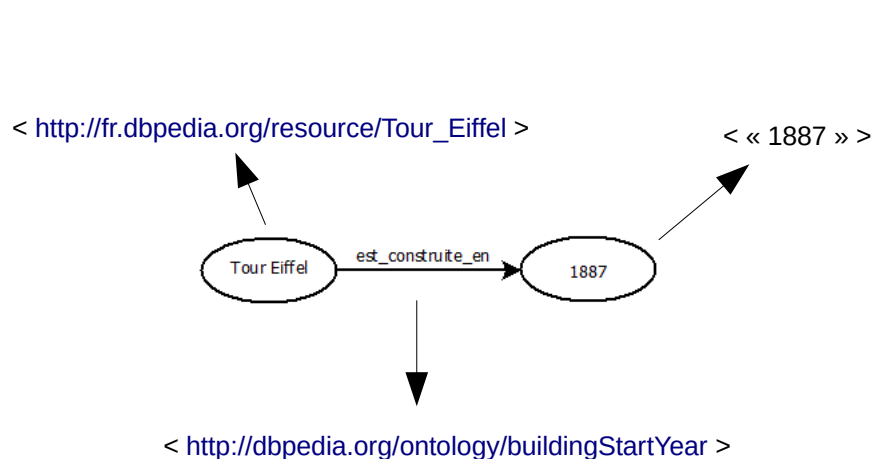 < http://fr.dbpedia.org/resource/Tour_Eiffel >
< « 1887 » >
Tour Eiffel
est_construite_en
1887
< http://dbpedia.org/ontology/buildingStartYear >